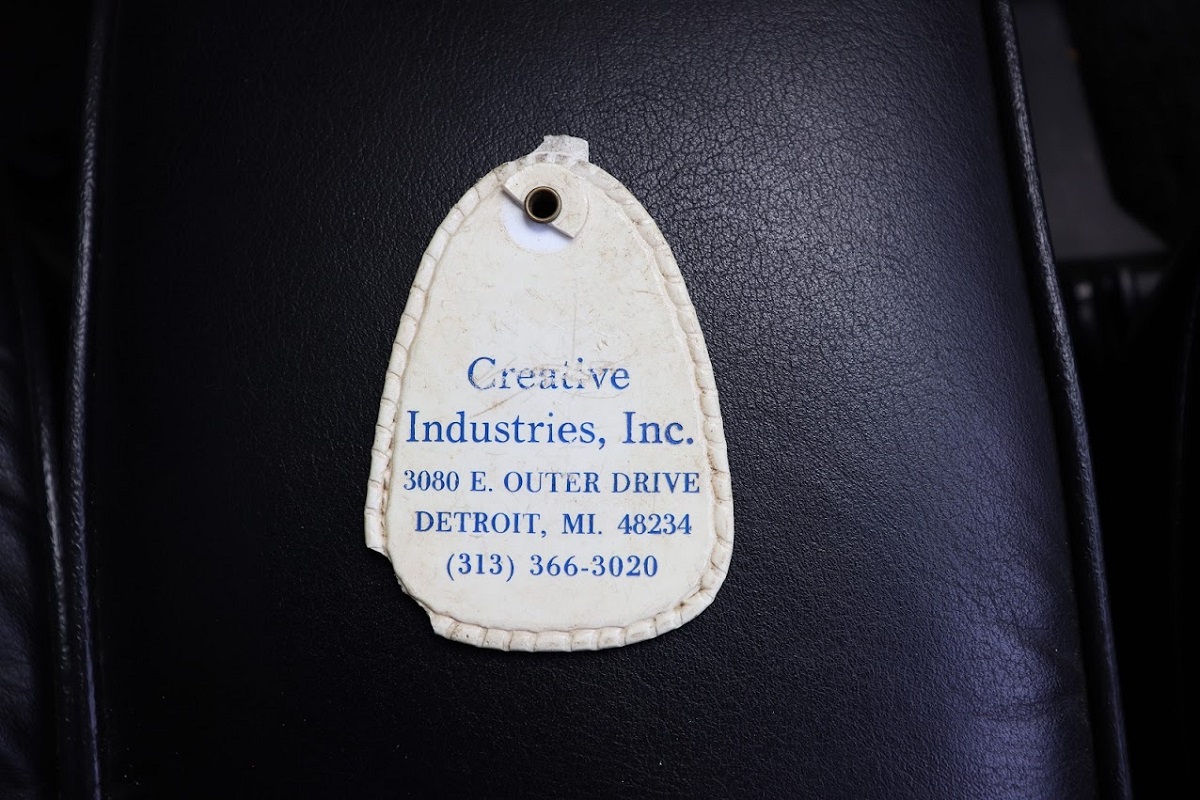 Creative
Industries, Inc.
3080 E. OUTER DRIVE
DETROIT, MI. 48234
(313) 366-3020